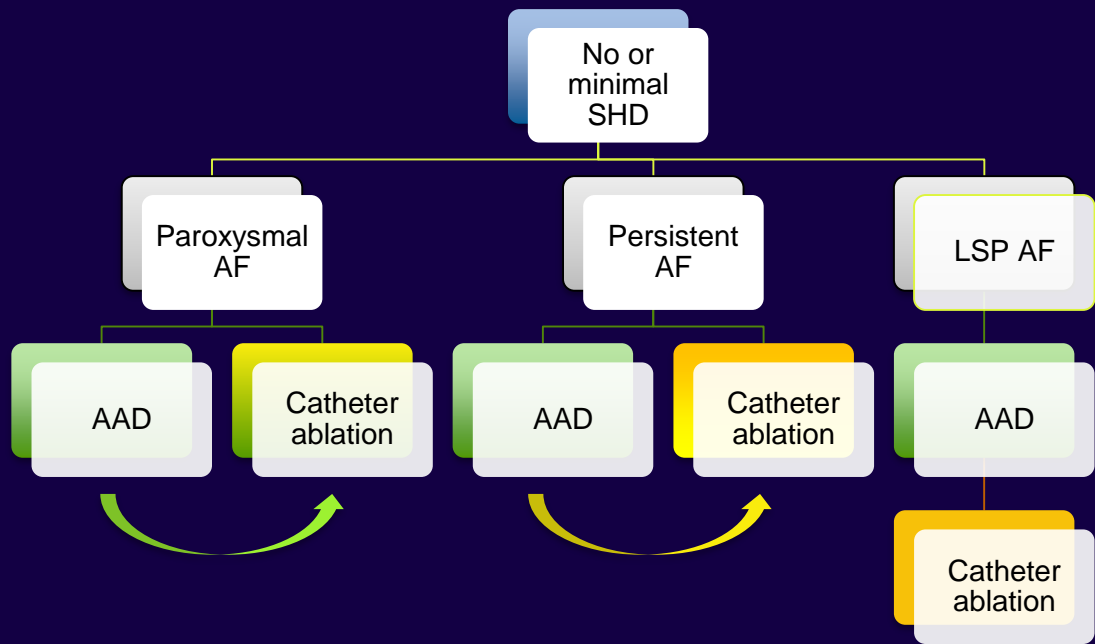 No or
minimal
SHD
Paroxysmal
AF
Persistent
AF
LSP AF
AAD
Catheter
ablation
AAD
Catheter
ablation
AAD
Catheter
ablation